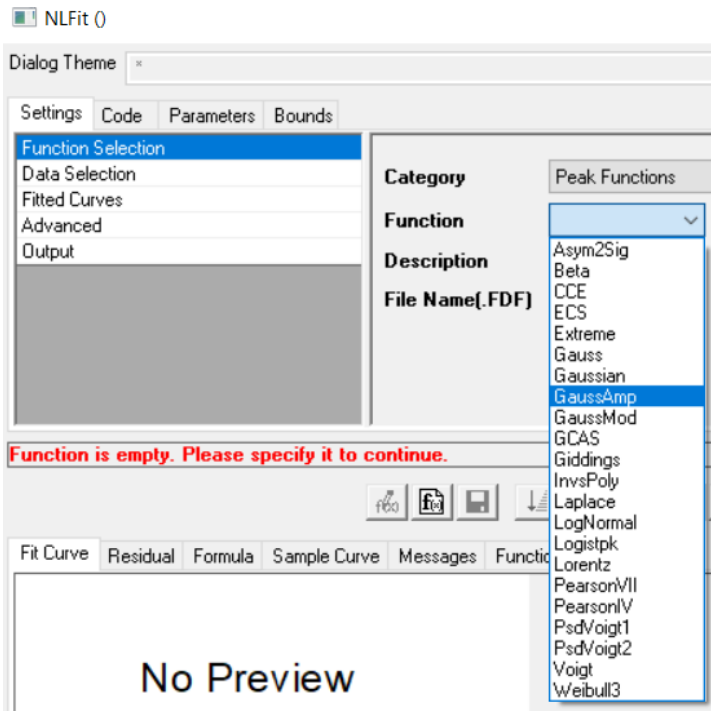 NLFit ()
Dialog Theme *
Settings Code Parameters Bounds
Function Selection
Data Selection
Fitted Curves
Advanced
Output
Category Peak Functions
Function
Description
File Name(.FDF)
Asym2Sig
Beta
CCE
ECS
Extreme
Gauss
Gaussian
GaussAmp
GaussMod
GCAS
Giddings
InvsPoly
Laplace
LogNormal
Logistpk
Lorentz
PearsonVII
PearsonIV
PsdVoigt1
PsdVoigt2
Voigt
Weibull3
Function is empty. Please specify it to continue.
f(x)
Fit Curve Residual Formula Sample Curve Messages Functio
No Preview